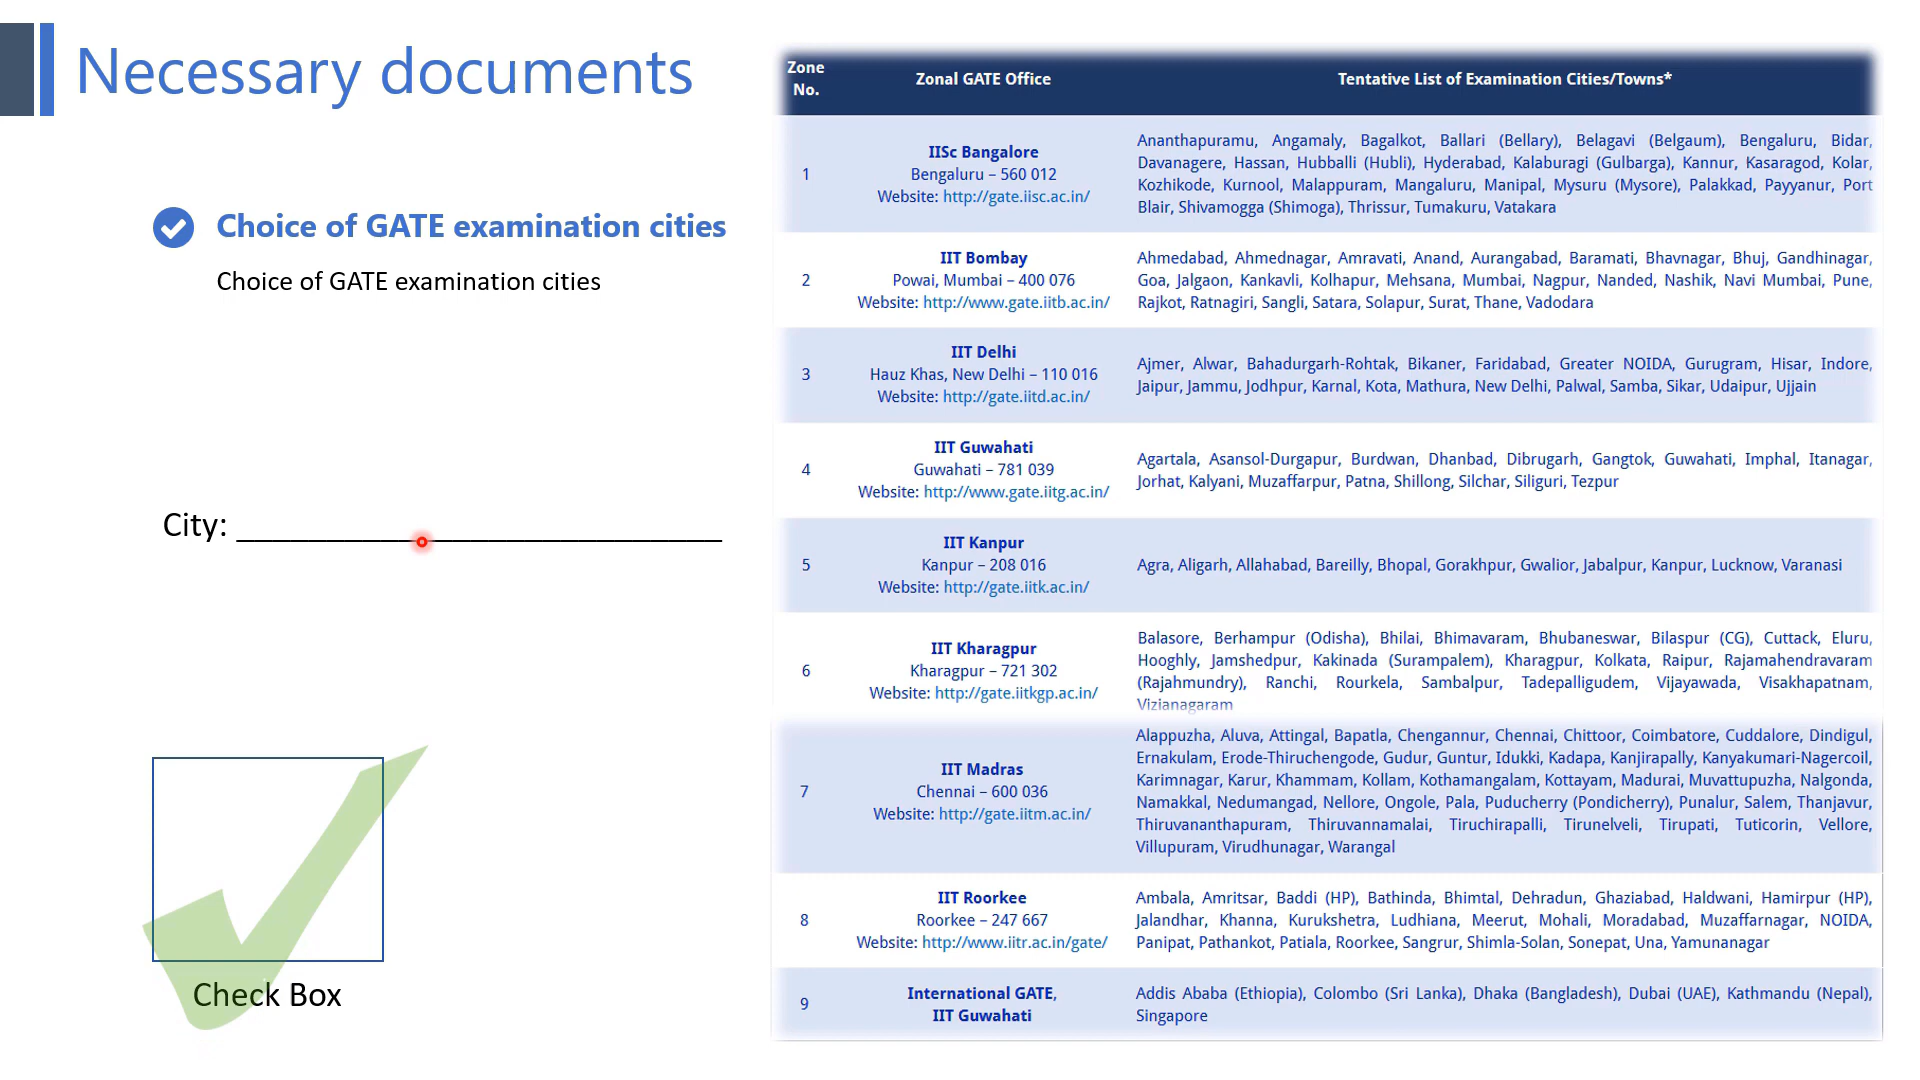 Necessary documents
Choice of GATE examination cities
Choice of GATE examination cities
City: ______________________________
Check Box
Zone No.
Zonal GATE Office
Tentative List of Examination Cities/Towns*
1
IISc Bangalore
Bengaluru – 560 012
Website: http://gate.iisc.ac.in/
Ananthapuramu, Angamaly, Bagalkot, Ballari (Bellary), Belagavi (Belgaum), Bengaluru, Bidar,
Davanagere, Hassan, Hubballi (Hubli), Hyderabad, Kalaburagi (Gulbarga), Kannur, Kasaragod, Kolar,
Kozhikode, Kurnool, Malappuram, Mangaluru, Manipal, Mysuru (Mysore), Palakkad, Payyanur, Port
Blair, Shivamogga (Shimoga), Thrissur, Tumakuru, Vatakara
2
IIT Bombay
Powai, Mumbai – 400 076
Website: http://www.gate.iitb.ac.in/
Ahmedabad, Ahmednagar, Amravati, Anand, Aurangabad, Baramati, Bhavnagar, Bhuj, Gandhinagar,
Goa, Jalgaon, Kankavli, Kolhapur, Mehsana, Mumbai, Nagpur, Nanded, Nashik, Navi Mumbai, Pune,
Rajkot, Ratnagiri, Sangli, Satara, Solapur, Surat, Thane, Vadodara
3
IIT Delhi
Hauz Khas, New Delhi – 110 016
Website: http://gate.iitd.ac.in/
Ajmer, Alwar, Bahadurgarh-Rohtak, Bikaner, Faridabad, Greater NOIDA, Gurugram, Hisar, Indore,
Jaipur, Jammu, Jodhpur, Karnal, Kota, Mathura, New Delhi, Palwal, Samba, Sikar, Udaipur, Ujjain
4
IIT Guwahati
Guwahati – 781 039
Website: http://www.gate.iitg.ac.in/
Agartala, Asansol-Durgapur, Burdwan, Dhanbad, Dibrugarh, Gangtok, Guwahati, Imphal, Itanagar,
Jorhat, Kalyani, Muzaffarpur, Patna, Shillong, Silchar, Siliguri, Tezpur
5
IIT Kanpur
Kanpur – 208 016
Website: http://gate.iitk.ac.in/
Agra, Aligarh, Allahabad, Bareilly, Bhopal, Gorakhpur, Gwalior, Jabalpur, Kanpur, Lucknow, Varanasi
6
IIT Kharagpur
Kharagpur – 721 302
Website: http://gate.iitkgp.ac.in/
Balasore, Berhampur (Odisha), Bhilai, Bhimavaram, Bhubaneswar, Bilaspur (CG), Cuttack, Eluru,
Hooghly, Jamshedpur, Kakinada (Surampalem), Kharagpur, Kolkata, Raipur, Rajamahendravaram
(Rajahmundry), Ranchi, Rourkela, Sambalpur, Tadepalligudem, Vijayawada, Visakhapatnam,
Vizianagaram
7
IIT Madras
Chennai – 600 036
Website: http://gate.iitm.ac.in/
Alappuzha, Aluva, Attingal, Bapatla, Chengannur, Chennai, Chittoor, Coimbatore, Cuddalore, Dindigul,
Ernakulam, Erode-Thiruchengode, Gudur, Guntur, Idukki, Kadapa, Kanjirapally, Kanyakumari-Nagercoil,
Karimnagar, Karur, Khammam, Kollam, Kothamangalam, Kottayam, Madurai, Muvattupuzha, Nalgonda,
Namakkal, Nedumangad, Nellore, Ongole, Pala, Puducherry (Pondicherry), Punalur, Salem, Thanjavur,
Thiruvananthapuram, Thiruvannamalai, Tiruchirapalli, Tirunelveli, Tirupati, Tuticorin, Vellore,
Villupuram, Virudhunagar, Warangal
8
IIT Roorkee
Roorkee – 247 667
Website: http://www.iitr.ac.in/gate/
Ambala, Amritsar, Baddi (HP), Bathinda, Bhimtal, Dehradun, Ghaziabad, Haldwani, Hamirpur (HP),
Jalandhar, Khanna, Kurukshetra, Ludhiana, Meerut, Mohali, Moradabad, Muzaffarnagar, NOIDA,
Panipat, Pathankot, Patiala, Roorkee, Sangrur, Shimla-Solan, Sonepat, Una, Yamunanagar
9
International GATE,
IIT Guwahati
Addis Ababa (Ethiopia), Colombo (Sri Lanka), Dhaka (Bangladesh), Dubai (UAE), Kathmandu (Nepal),
Singapore